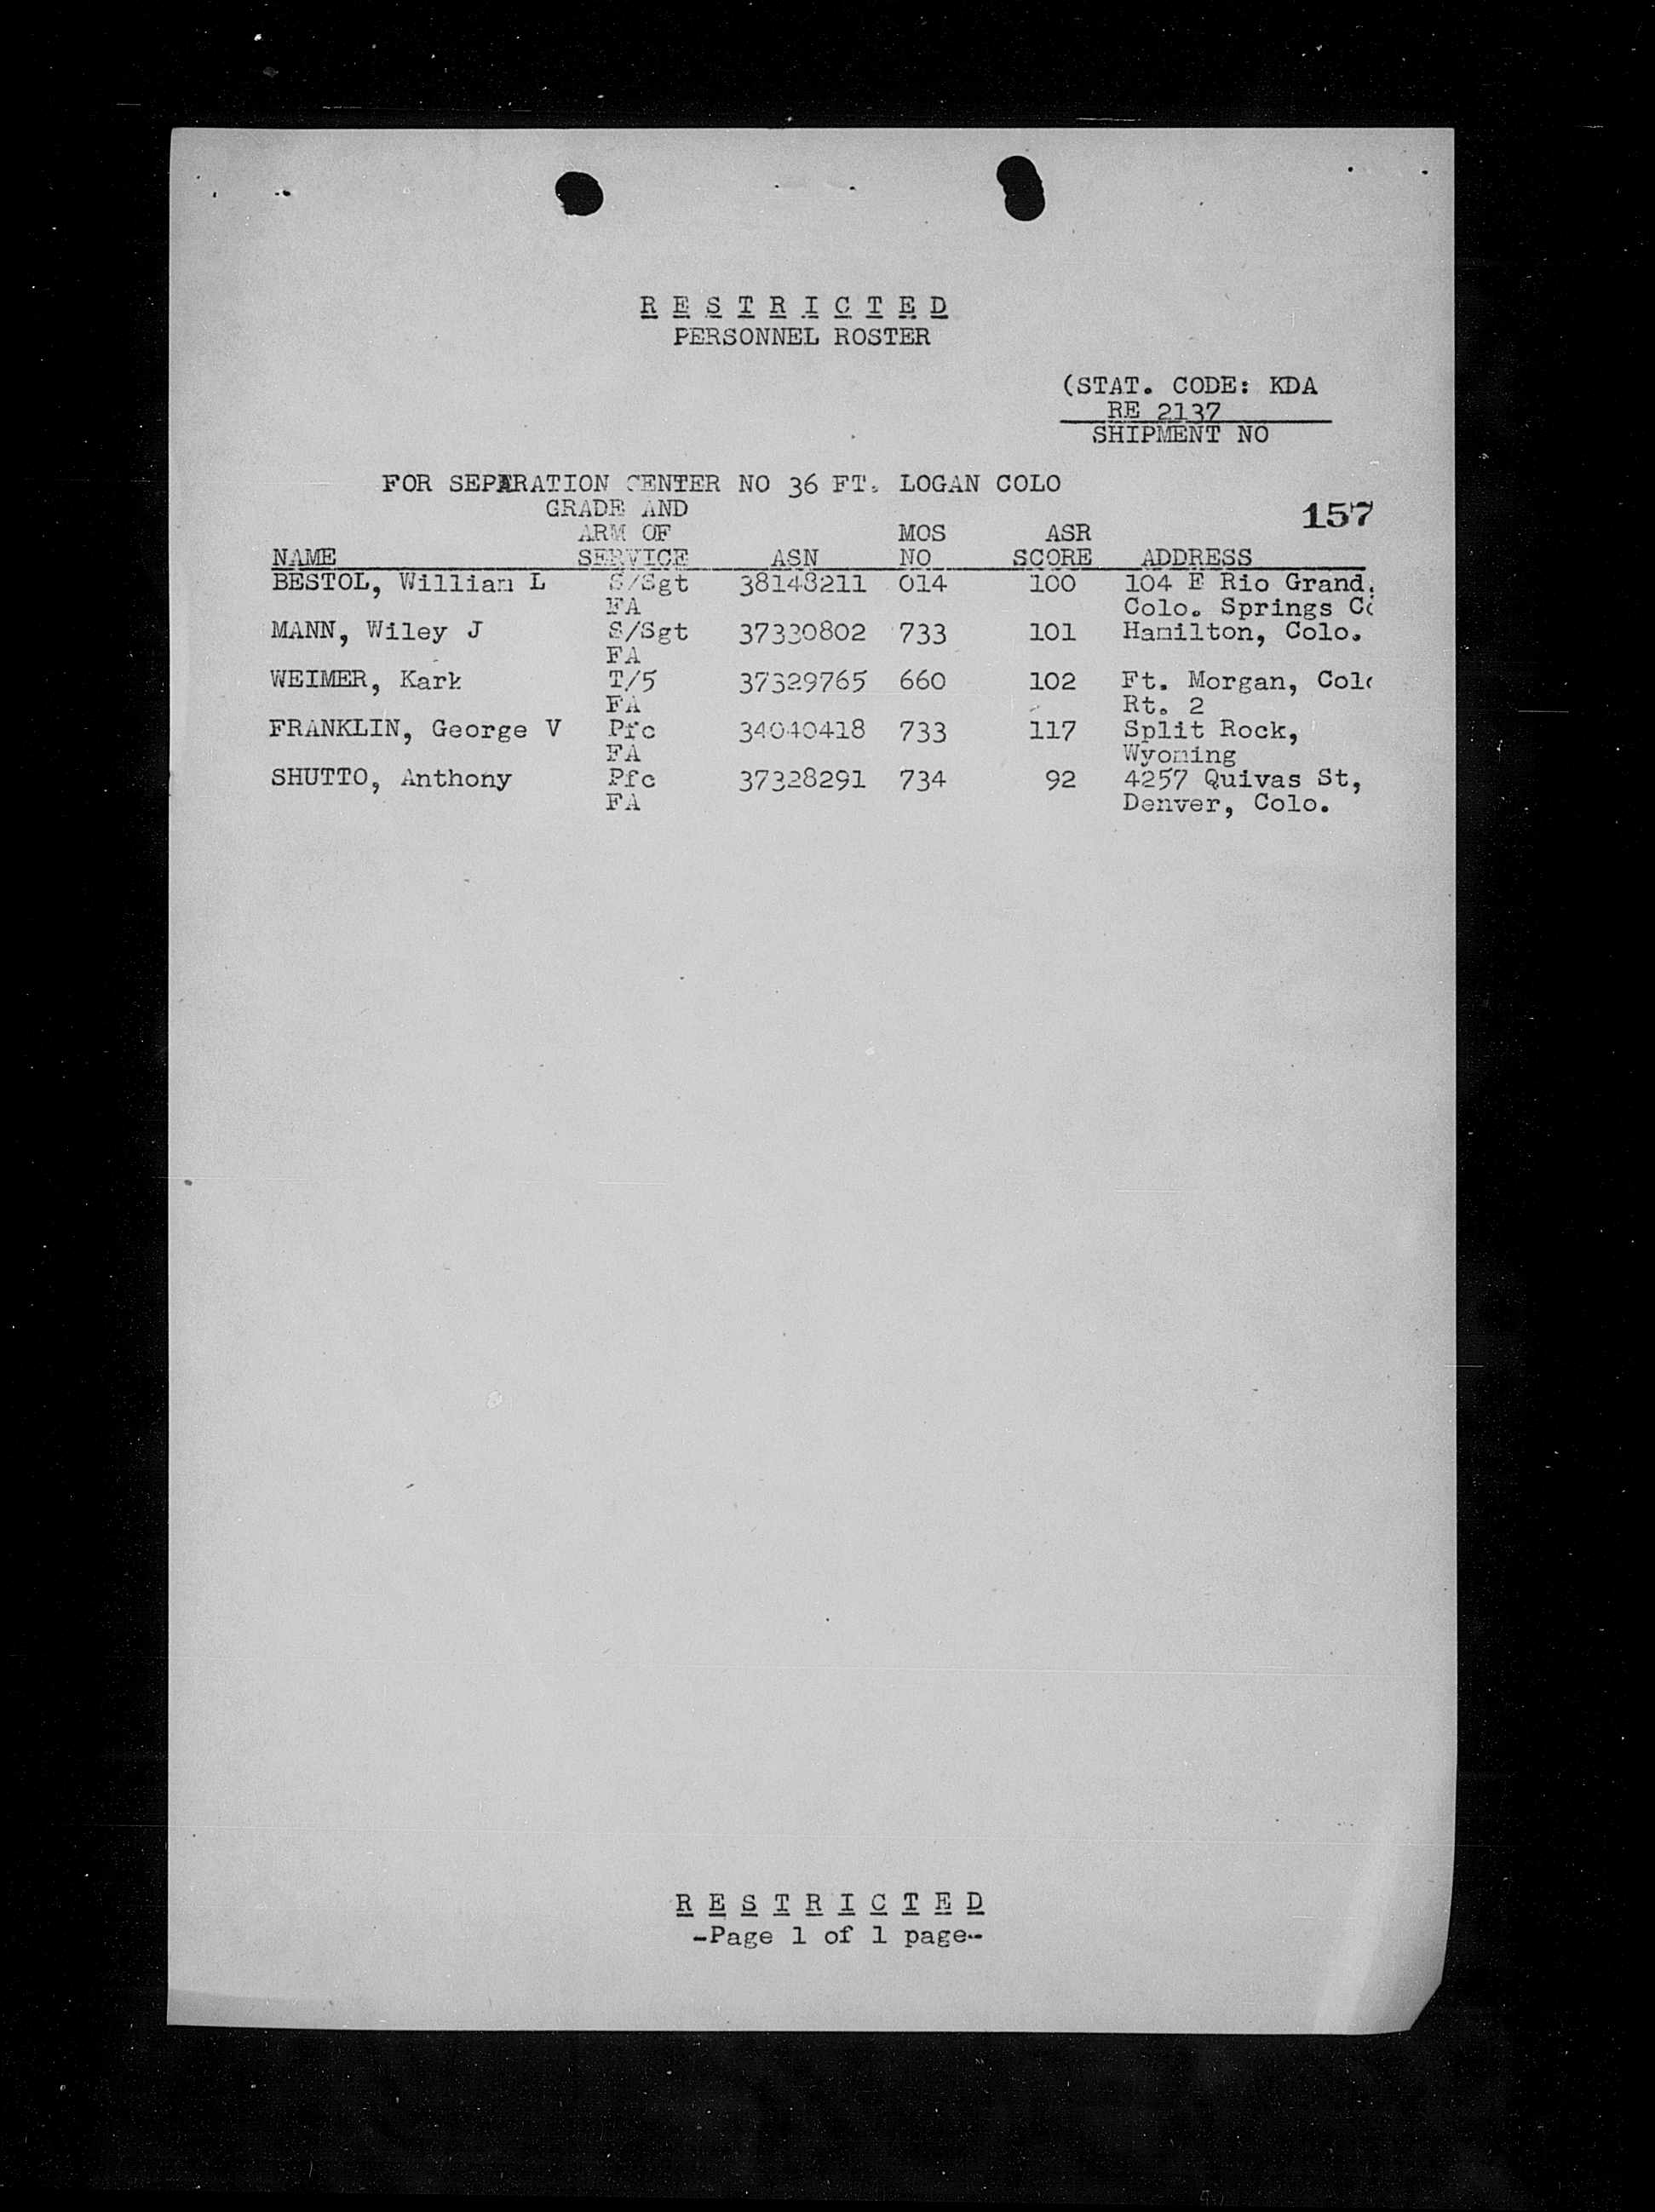 R E S T R I C T E D
PERSONNEL ROSTER
(STAT. CODE: KDA
RE 2137
SHIPMENT NO
FOR SEPARATION CENTER NO 36 FT. LOGAN COLO
GRADE AND
157
ARM OF MOS ASR
NAME SERVICE ASN NO SCORE ADDRESS
BESTOL, William L S/Sgt 38148211 014 100 104 E Rio Grand,
FA Colo. Springs Co
MANN, Wiley J S/Sgt 37330802 733 101 Hamilton, Colo.
FA
WEIMER, Kark T/5 37329765 660 102 Ft. Morgan, Colo
FA Rt. 2
FRANKLIN, George V Pfc 34040418 733 117 Split Rock,
FA Wyoming
SHUTTO, Anthony Pfc 37328291 734 92 4257 Quivas St,
FA Denver, Colo.
R E S T R I C T E D
-Page 1 of 1 page-